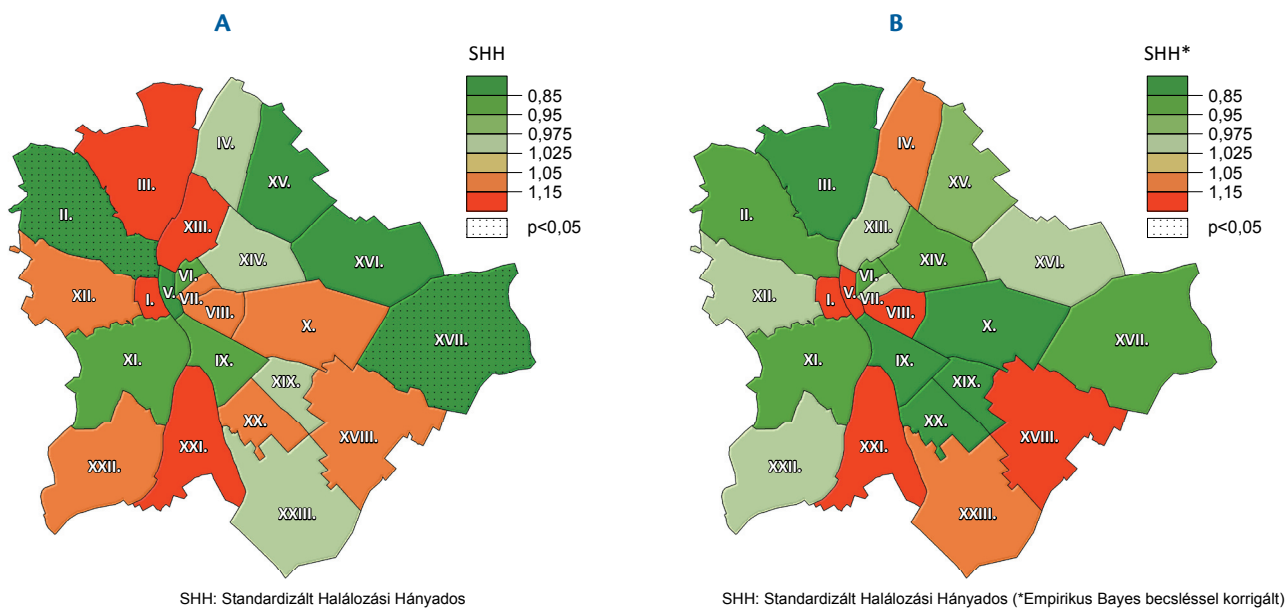 A
SHH
0,85
0,95
0,975
1,025
1,05
1,15
p<0,05
IV.
III.
XV.
II.
XIII.
XIV.
XVI.
VI.
XII.
I.
V.
VII.
VIII.
X.
XVII.
XI.
IX.
XIX.
XX.
XVIII.
XXII.
XXI.
XXIII.
SHH: Standardizált Halálozási Hányados
B
SHH*
0,85
0,95
0,975
1,025
1,05
1,15
p<0,05
IV.
III.
XV.
II.
XIII.
XIV.
XVI.
VI.
XII.
I.
V.
VII.
VIII.
X.
XVII.
XI.
IX.
XIX.
XX.
XVIII.
XXII.
XXI.
XXIII.
SHH: Standardizált Halálozási Hányados (*Empirikus Bayes becsléssel korrigált)